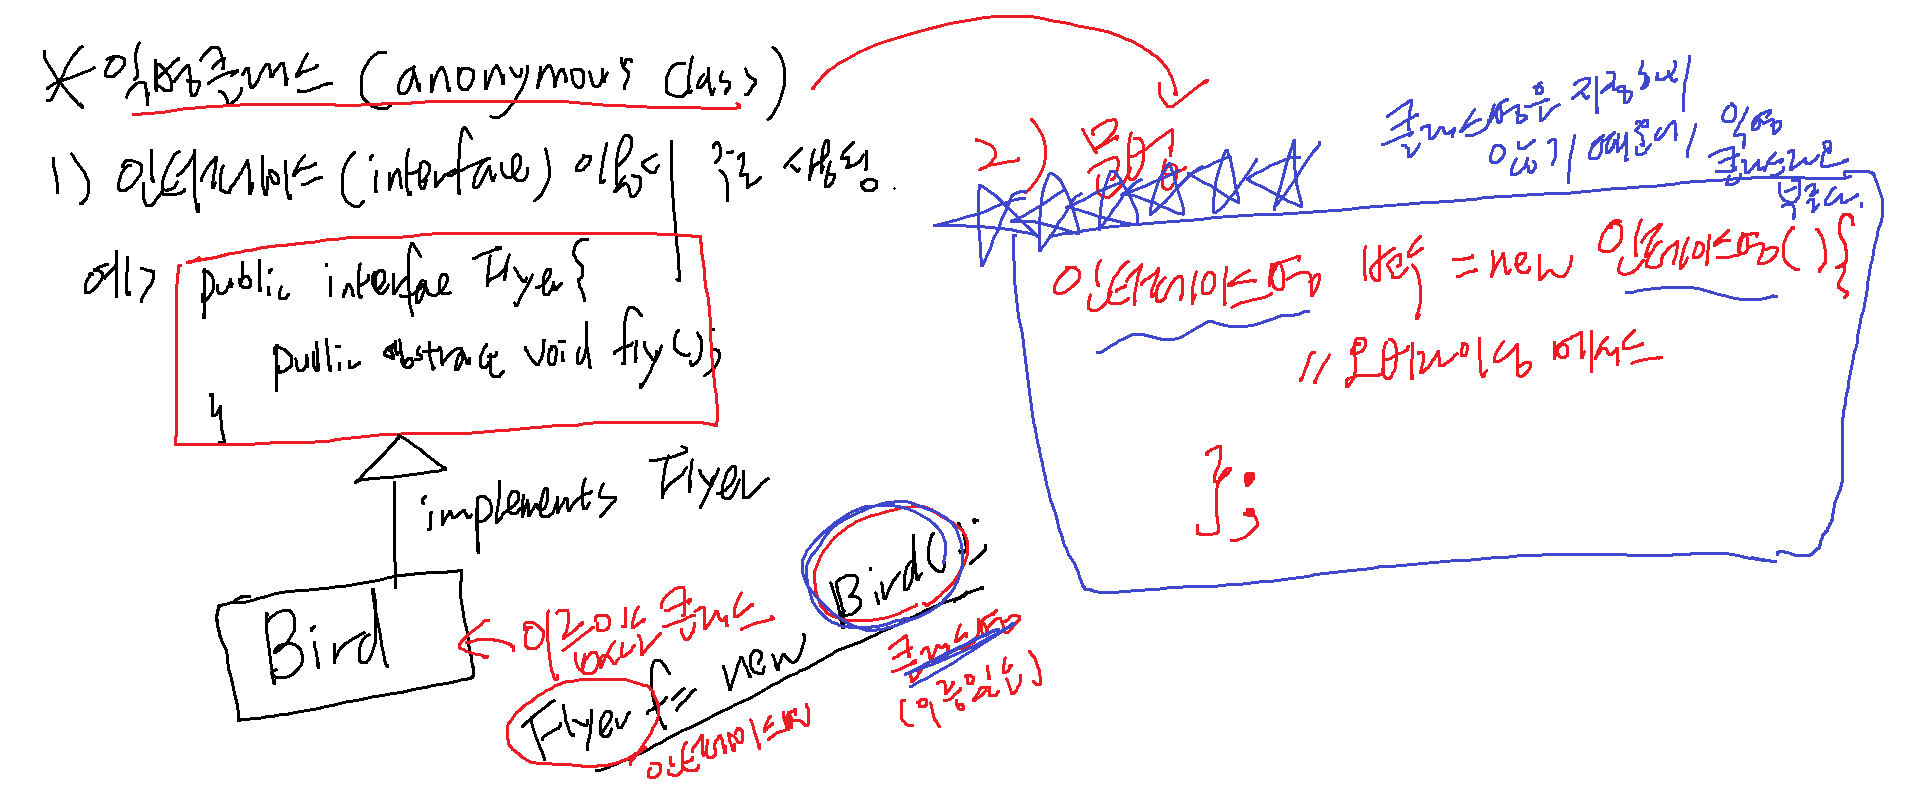 * 익명클래스 (anonymous class)
1) 인터페이스 (interface) 이용해 주로 사용됨.
예)
public interfae Flyer {
public abstract void fly();
}
implements Flyer
Bird
이름이 있는 클래스
Flyer f = new Bird();
인터페이스명
클래스명
(이름있는)
2) 문법
클래스명은 지정하지
않기 때문에 익명
클래스라고
부른다.
인터페이스명 변수 = new 인터페이스명() {
// 오버라이딩 메서드
};